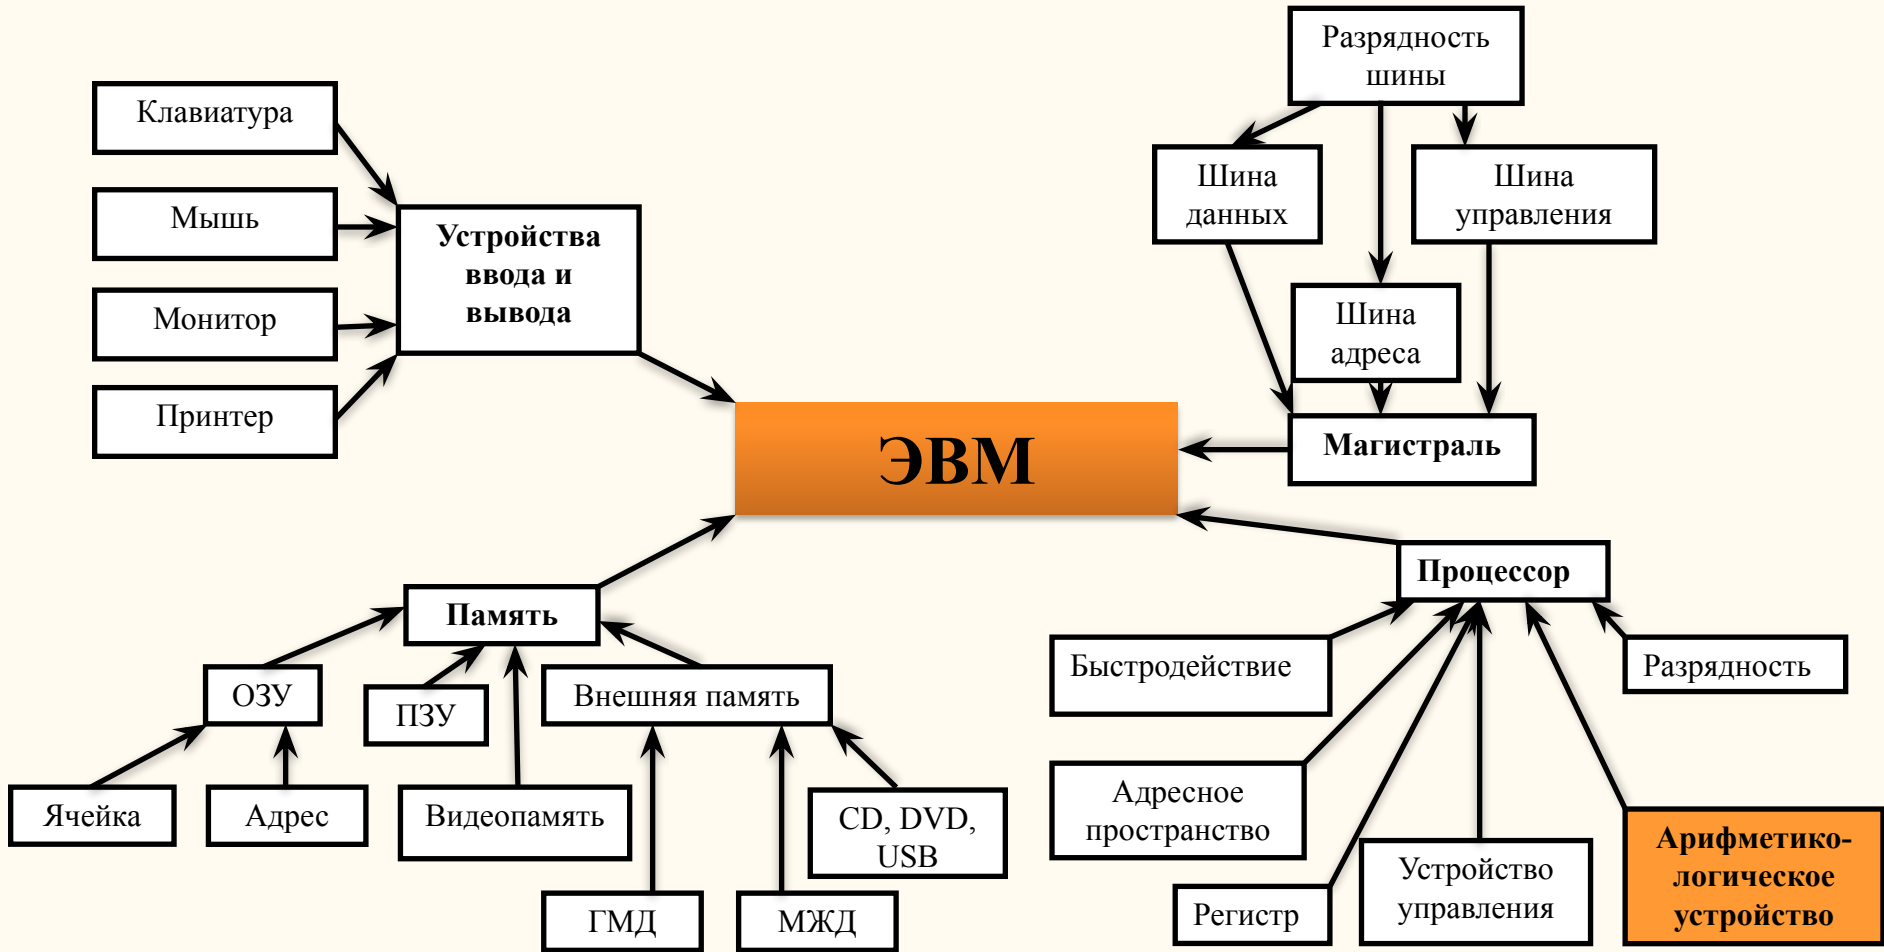 Разрядность
шины
Клавиатура
Шина
данных
Шина
управления
Мышь
Устройства
ввода и
вывода
Монитор
Шина
адреса
Принтер
ЭВМ
Магистраль
Процессор
Память
Быстродействие
Разрядность
ОЗУ
ПЗУ
Внешняя память
Адресное
пространство
Ячейка
Адрес
Видеопамять
CD, DVD,
USB
Арифметико-
логическое
устройство
Устройство
управления
Регистр
ГМД
МЖД